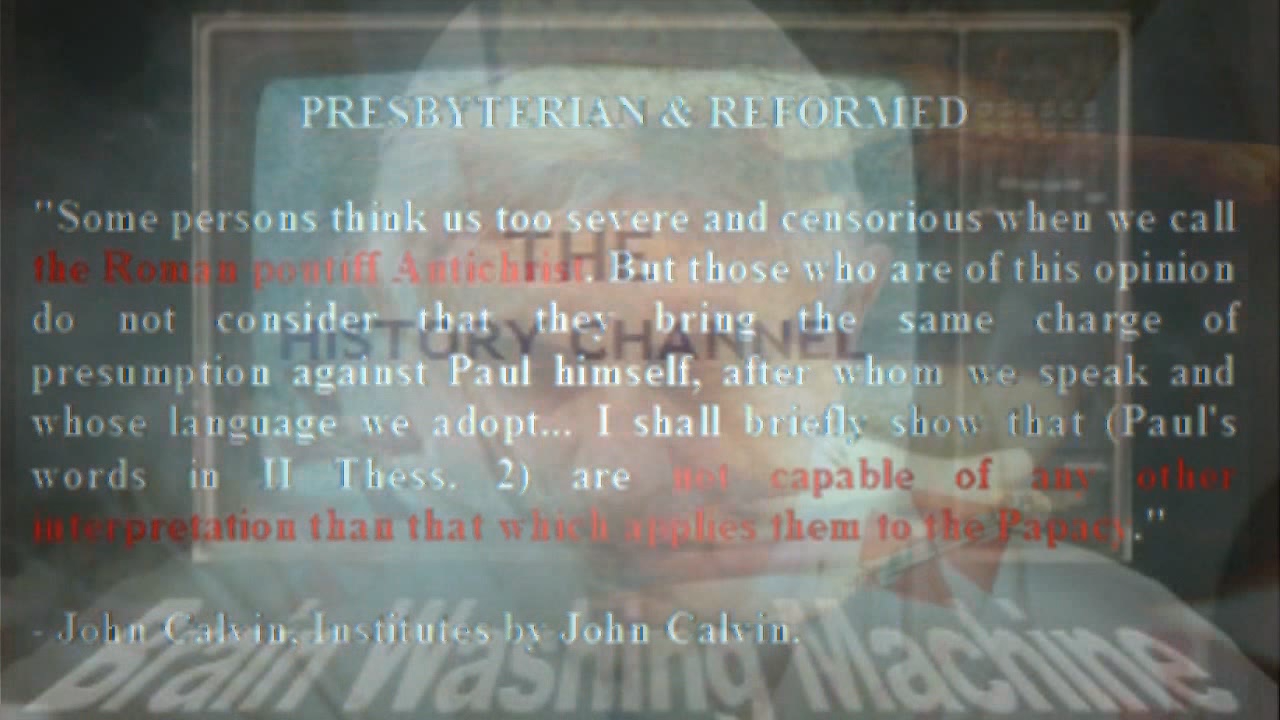 PRESBYTERIAN & REFORMED
"Some persons think us too severe and censorious when we call
the Roman pontiff Antichrist. But those who are of this opinion
THE
do not consider that they bring the same charge of
HISTORY CHANNEL
presumption against Paul himself, after whom we speak and
whose language we adopt... I shall briefly show that (Paul's
words in II Thess. 2) are not capable of any other
interpretation than that which applies them to the Papacy."
- John Calvin, Institutes by John Calvin.
Brain Washing Machine